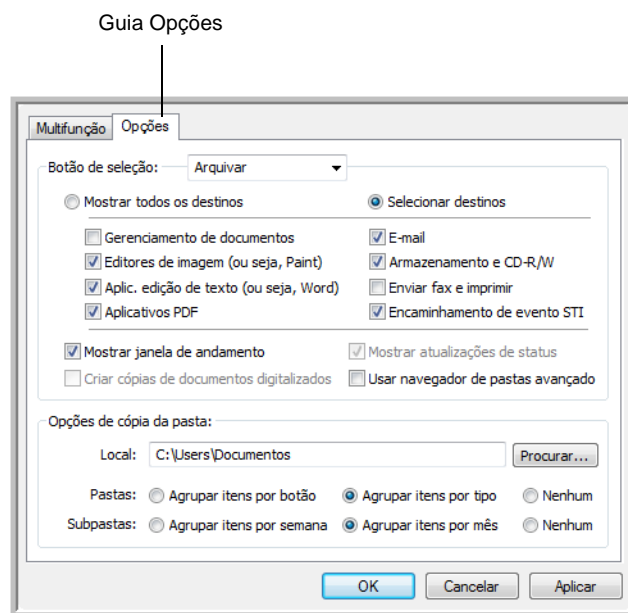 Guia Opções
Multifunção Opções
Botão de seleção: Arquivar
Mostrar todos os destinos Selecionar destinos
Gerenciamento de documentos E-mail
Editores de imagem (ou seja, Paint) Armazenamento e CD-R/W
Aplic. edição de texto (ou seja, Word) Enviar fax e imprimir
Aplicativos PDF Encaminhamento de evento STI
Mostrar janela de andamento Mostrar atualizações de status
Criar cópias de documentos digitalizados Usar navegador de pastas avançado
Opções de cópia da pasta:
Local: C:\Users\Documentos Procurar...
Pastas: Agrupar itens por botão Agrupar itens por tipo Nenhum
Subpastas: Agrupar itens por semana Agrupar itens por mês Nenhum
OK Cancelar Aplicar